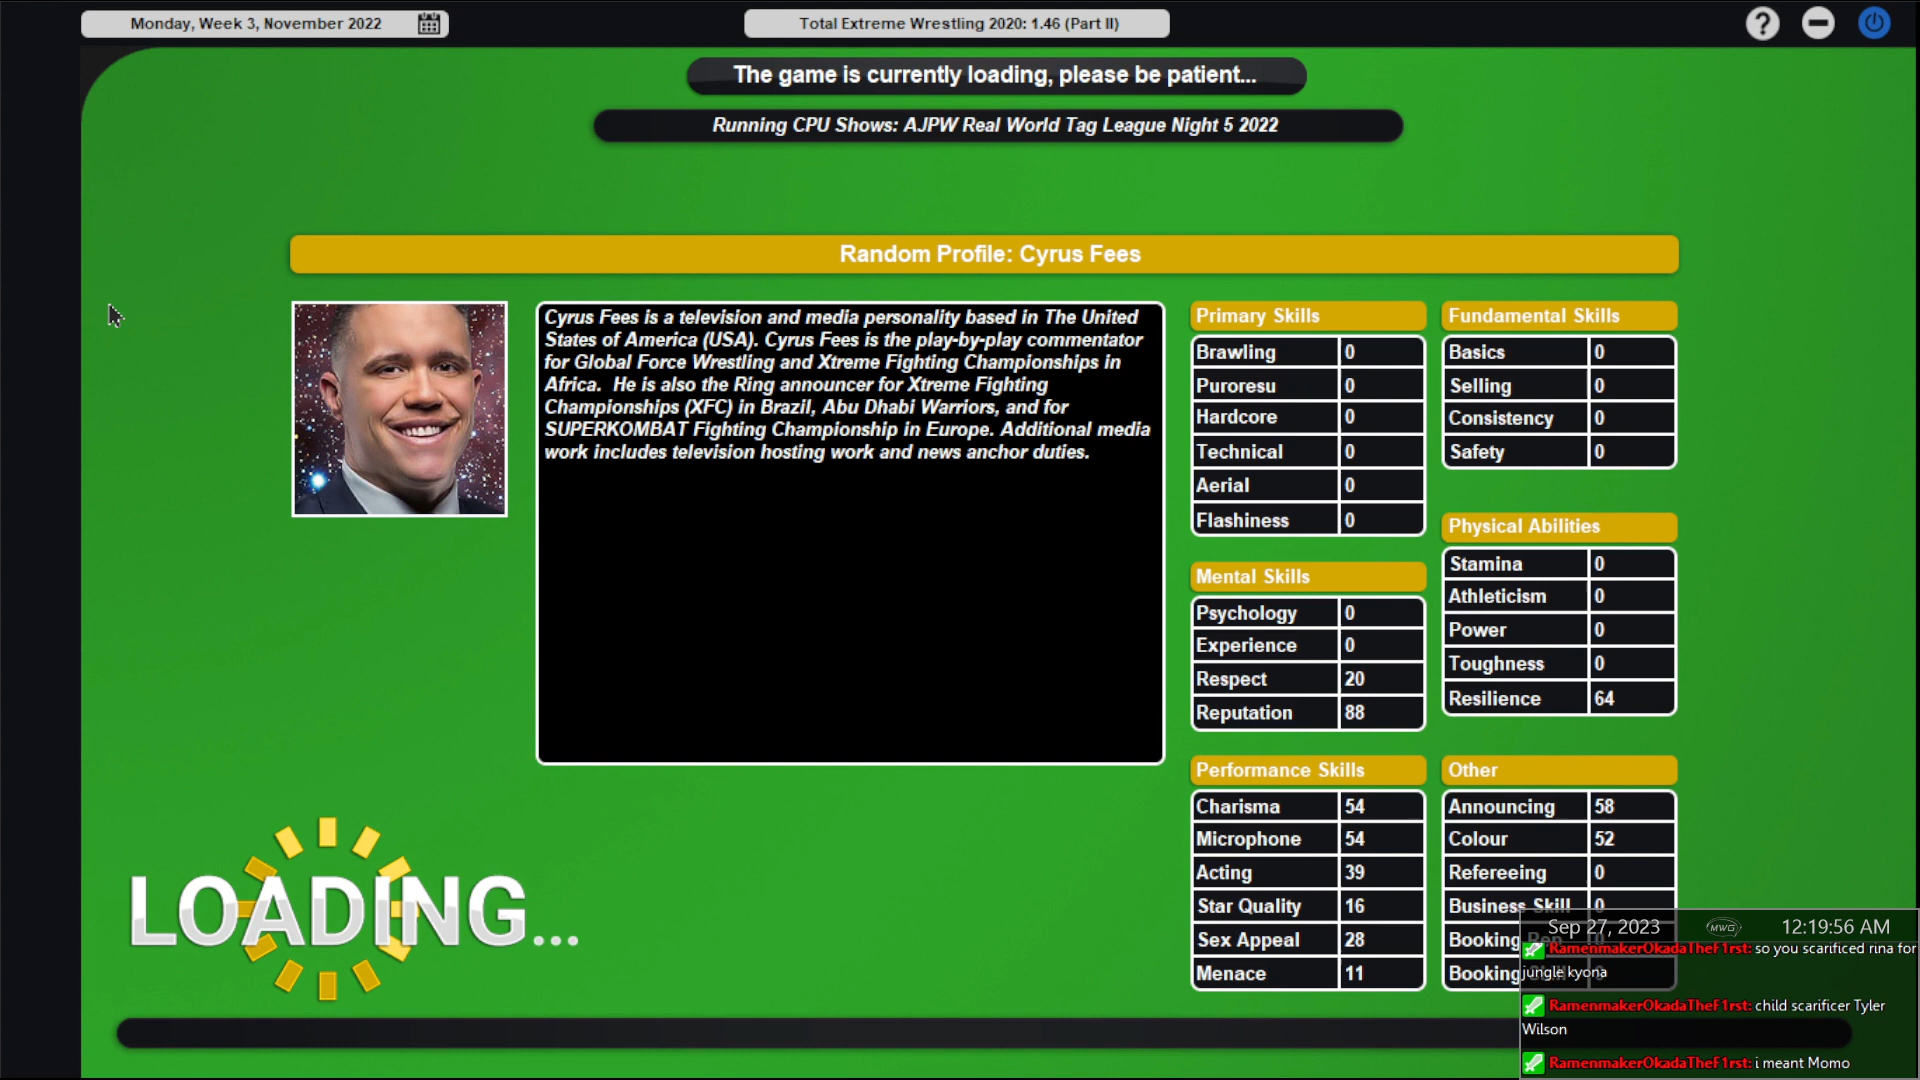 Monday, Week 3, November 2022
Total Extreme Wrestling 2020: 1.46 (Part II)
?
The game is currently loading, please be patient...
Running CPU Shows: AJPW Real World Tag League Night 5 2022
Random Profile: Cyrus Fees
Cyrus Fees is a television and media personality based in The United
States of America (USA). Cyrus Fees is the play-by-play commentator
for Global Force Wrestling and Xtreme Fighting Championships in
Africa. He is also the Ring announcer for Xtreme Fighting
Championships (XFC) in Brazil, Abu Dhabi Warriors, and for
SUPERKOMBAT Fighting Championship in Europe. Additional media
work includes television hosting work and news anchor duties.
Primary Skills
Brawling 0
Puroresu 0
Hardcore 0
Technical 0
Aerial 0
Flashiness 0
Mental Skills
Psychology 0
Experience 0
Respect 20
Reputation 88
Performance Skills
Charisma 54
Microphone 54
Acting 39
Star Quality 16
Sex Appeal 28
Menace 11
Fundamental Skills
Basics 0
Selling 0
Consistency 0
Safety 0
Physical Abilities
Stamina 0
Athleticism 0
Power 0
Toughness 0
Resilience 64
Other
Announcing 58
Colour 52
Refereeing 0
Business Skill 0
Booking Rep 0
Booking
LOADING...
Sep 27, 2023 MWG 12:19:56 AM
RamenmakerOkadaTheF1rst: so you scarificed rina for
jungle kyona
RamenmakerOkadaTheF1rst: child scarificer Tyler
Wilson
RamenmakerOkadaTheF1rst: i meant Momo